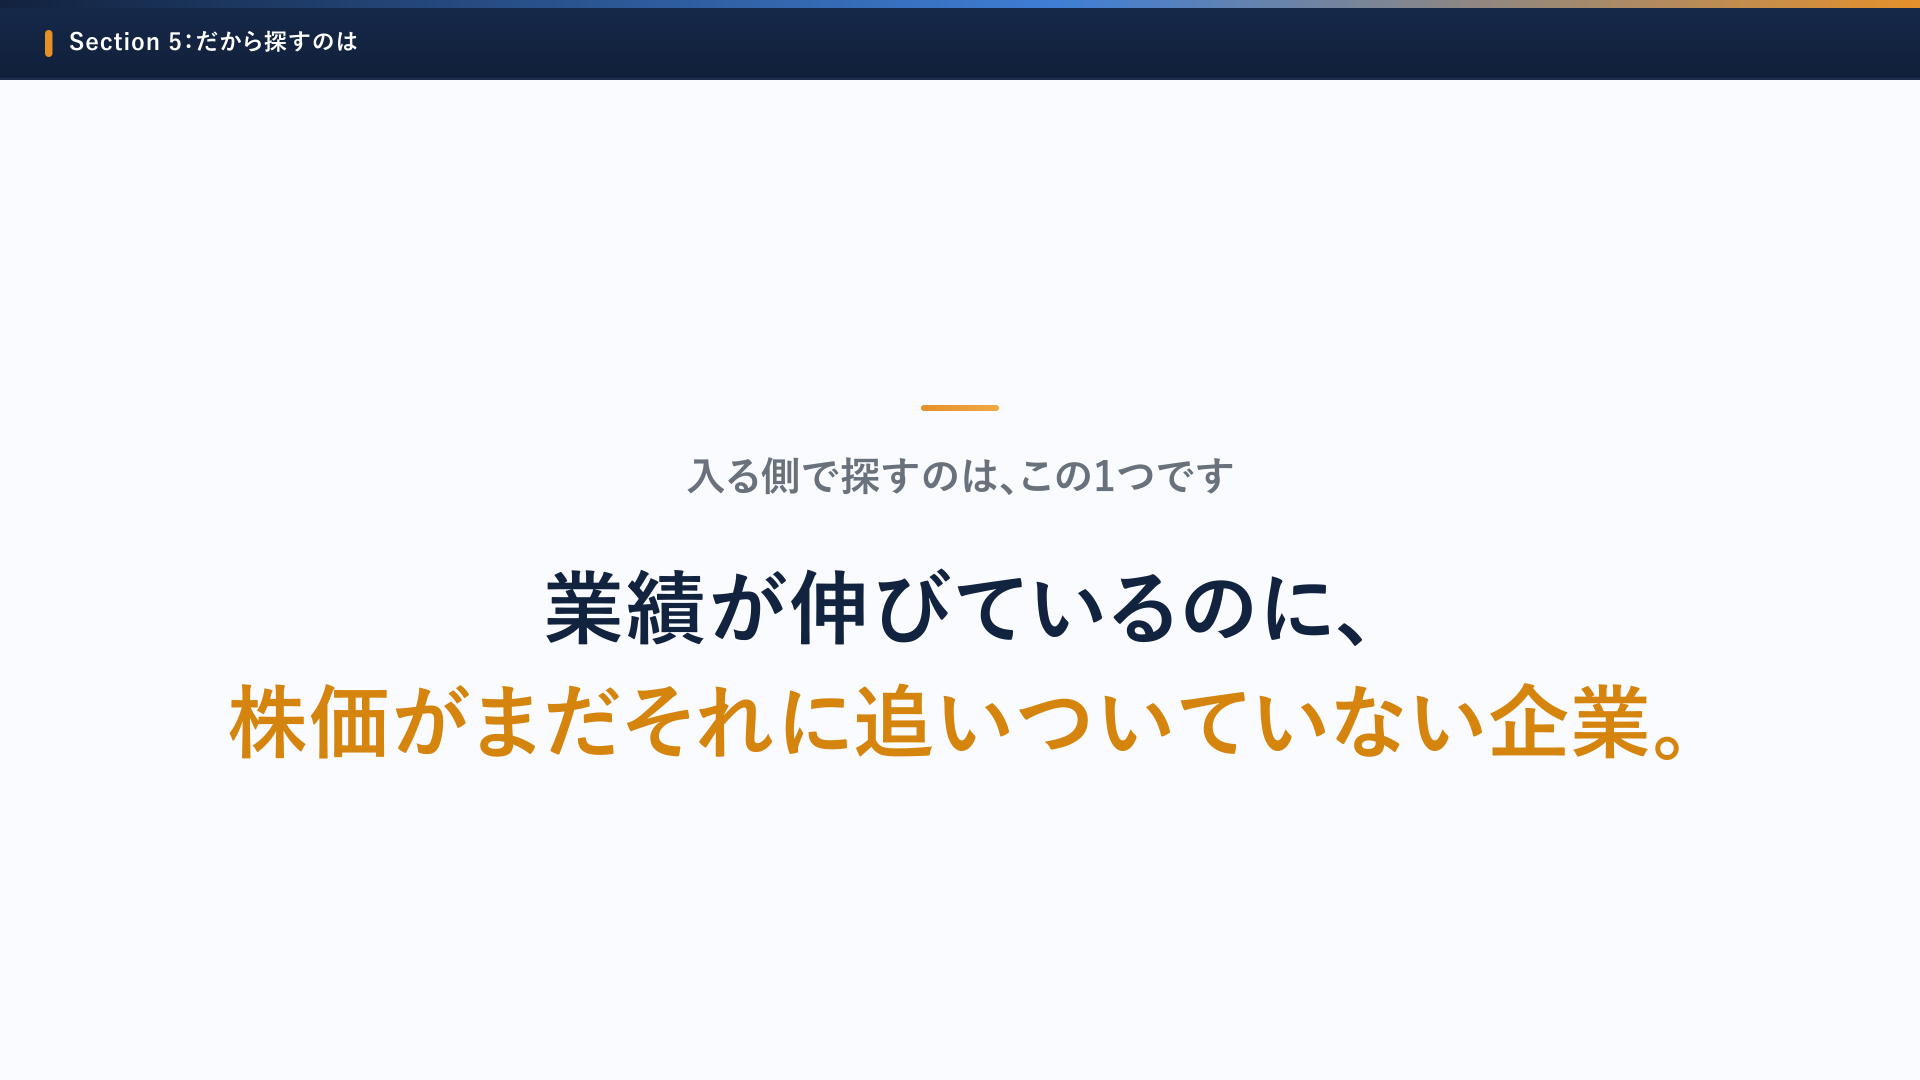 Section 5：だから探すのは
入る側で探すのは、この1つです
業績が伸びているのに、
株価がまだそれに追いついていない企業。